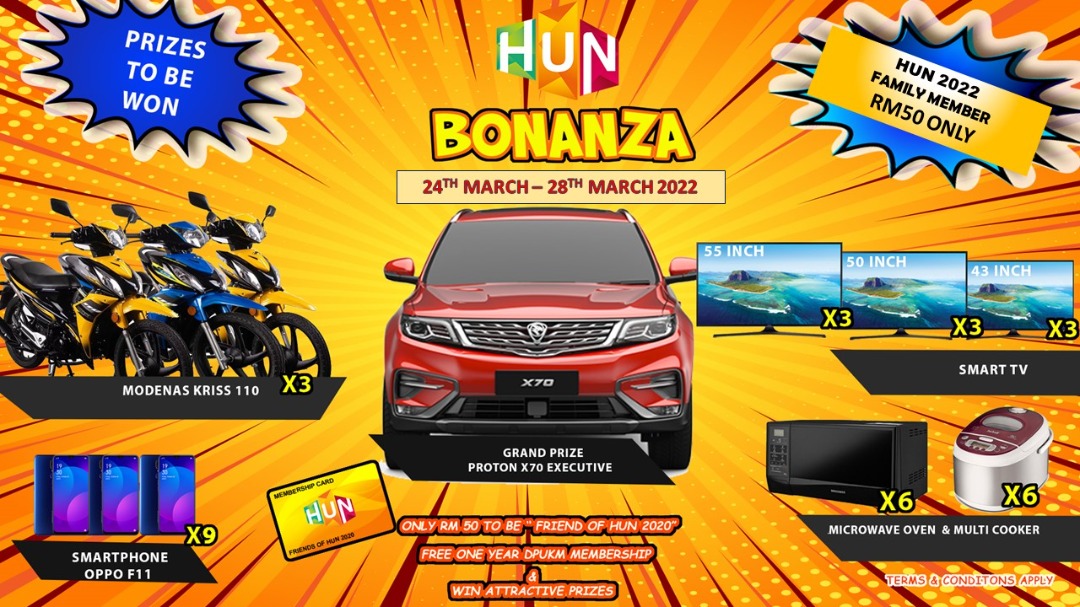 PRIZES
TO BE
WON
HUN
BONANZA
24TH MARCH – 28TH MARCH 2022
HUN 2022
FAMILY MEMBER
RM50 ONLY
55 INCH
50 INCH
43 INCH
X3
X3
X3
SMART TV
MODENAS KRISS 110
X3
X70
GRAND PRIZE
PROTON X70 EXECUTIVE
X9
SMARTPHONE
OPPO F11
MEMBERSHIP CARD
HUN
FRIENDS OF HUN 2020
ONLY RM 50 TO BE " FRIEND OF HUN 2020"
FREE ONE YEAR DPUKM MEMBERSHIP
&
WIN ATTRACTIVE PRIZES
X6
X6
MICROWAVE OVEN & MULTI COOKER
TERMS & CONDITONS APPLY